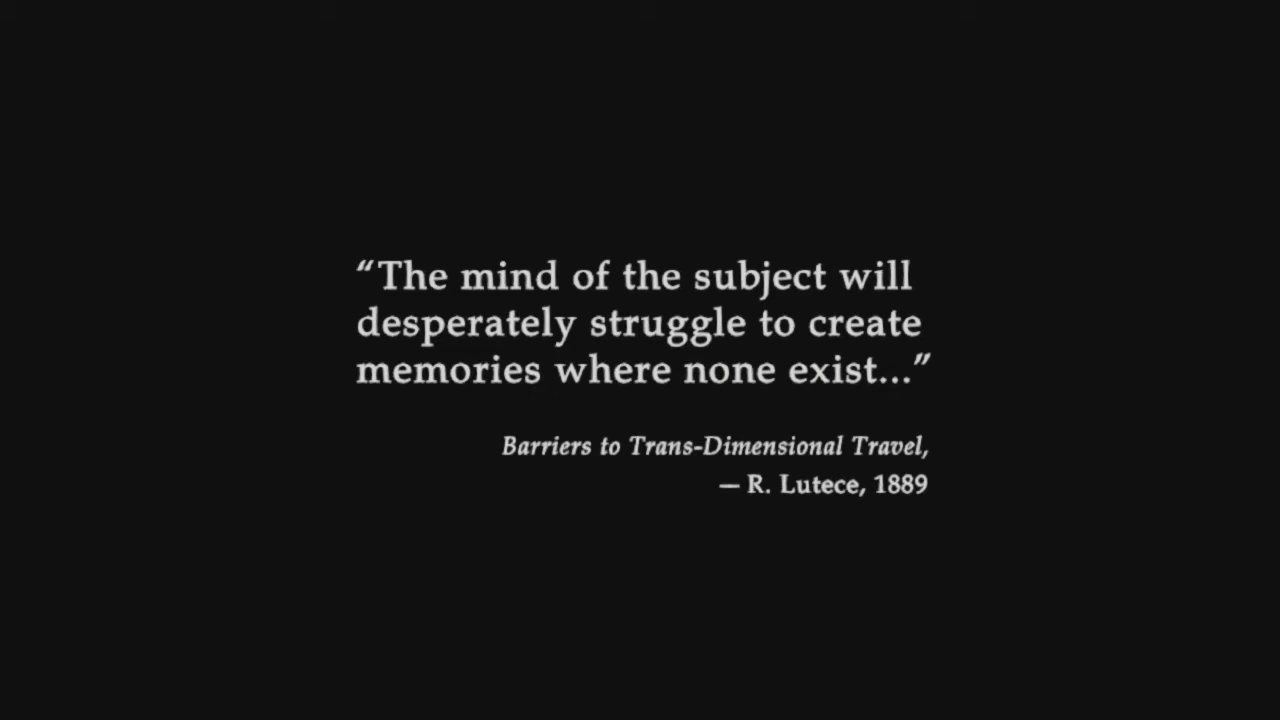 “The mind of the subject will
desperately struggle to create
memories where none exist...”
Barriers to Trans-Dimensional Travel,
— R. Lutece, 1889